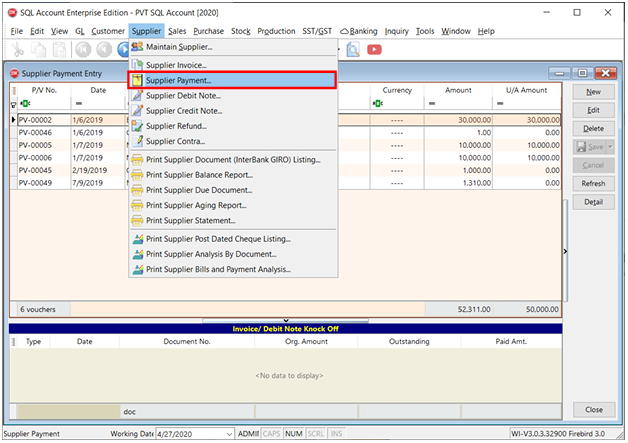 SQL Account Enterprise Edition - PVT SQL Account [2020]
File Edit View GL Customer Supplier Sales Purchase Stock Production SST/GST Banking Inquiry Tools Window Help
Maintain Supplier...
Supplier Invoice...
Supplier Payment...
Supplier Debit Note...
Supplier Credit Note...
Supplier Refund...
Supplier Contra...
Print Supplier Document (InterBank GIRO) Listing...
Print Supplier Balance Report...
Print Supplier Due Document...
Print Supplier Aging Report...
Print Supplier Statement...
Print Supplier Post Dated Cheque Listing...
Print Supplier Analysis By Document...
Print Supplier Bills and Payment Analysis...
Supplier Payment Entry
P/V No. Date Currency Amount U/A Amount
PV-00002 1/6/2019 ---- 30,000.00 30,000.00
PV-00046 1/6/2019 ---- 1.00 0.00
PV-00005 1/7/2019 ---- 10,000.00 10,000.00
PV-00006 1/7/2019 ---- 10,000.00 10,000.00
PV-00045 2/19/2019 ---- 1,000.00 0.00
PV-00049 7/9/2019 ---- 1,310.00 0.00
6 vouchers 52,311.00 50,000.00
New
Edit
Delete
Save
Cancel
Refresh
Detail
Invoice/ Debit Note Knock Off
Type Date Document No. Org. Amount Outstanding Paid Amt.
<No data to display>
doc
Close
Supplier Payment Working Date 4/27/2020 ADMII CAPS NUM SCRL INS WI-V3.0.3.32900 Firebird 3.0